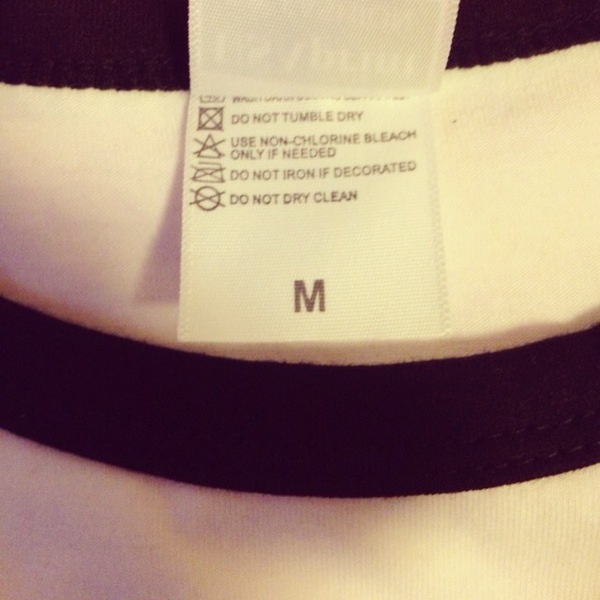 DO NOT TUMBLE DRY
USE NON-CHLORINE BLEACH
ONLY IF NEEDED
DO NOT IRON IF DECORATED
DO NOT DRY CLEAN
M